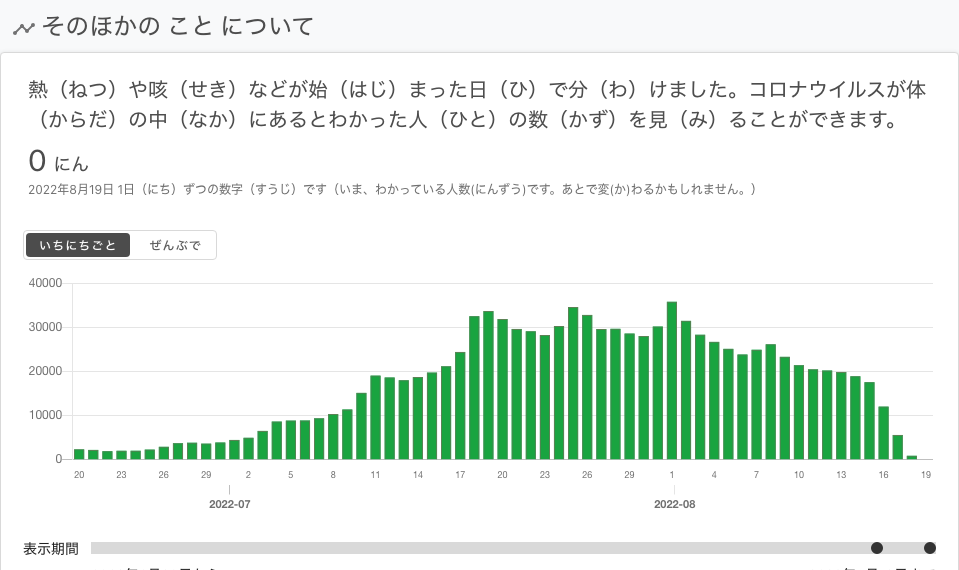 そのほかの こと について
熱（ねつ）や咳（せき）などが始（はじ）まった日（ひ）で分（わ）けました。コロナウイルスが体
（からだ）の中（なか）にあるとわかった人（ひと）の数（かず）を見（み）ることができます。
0 にん
2022年8月19日 1日（にち）ずつの数字（すうじ）です（いま、わかっている人数(にんずう)です。あとで変(か)わるかもしれません。）
いちにちごと ぜんぶで
40000
30000
20000
10000
0
20 23 26 29 2 5 8 11 14 17 20 23 26 29 1 4 7 10 13 16 19
2022-07 2022-08
表示期間